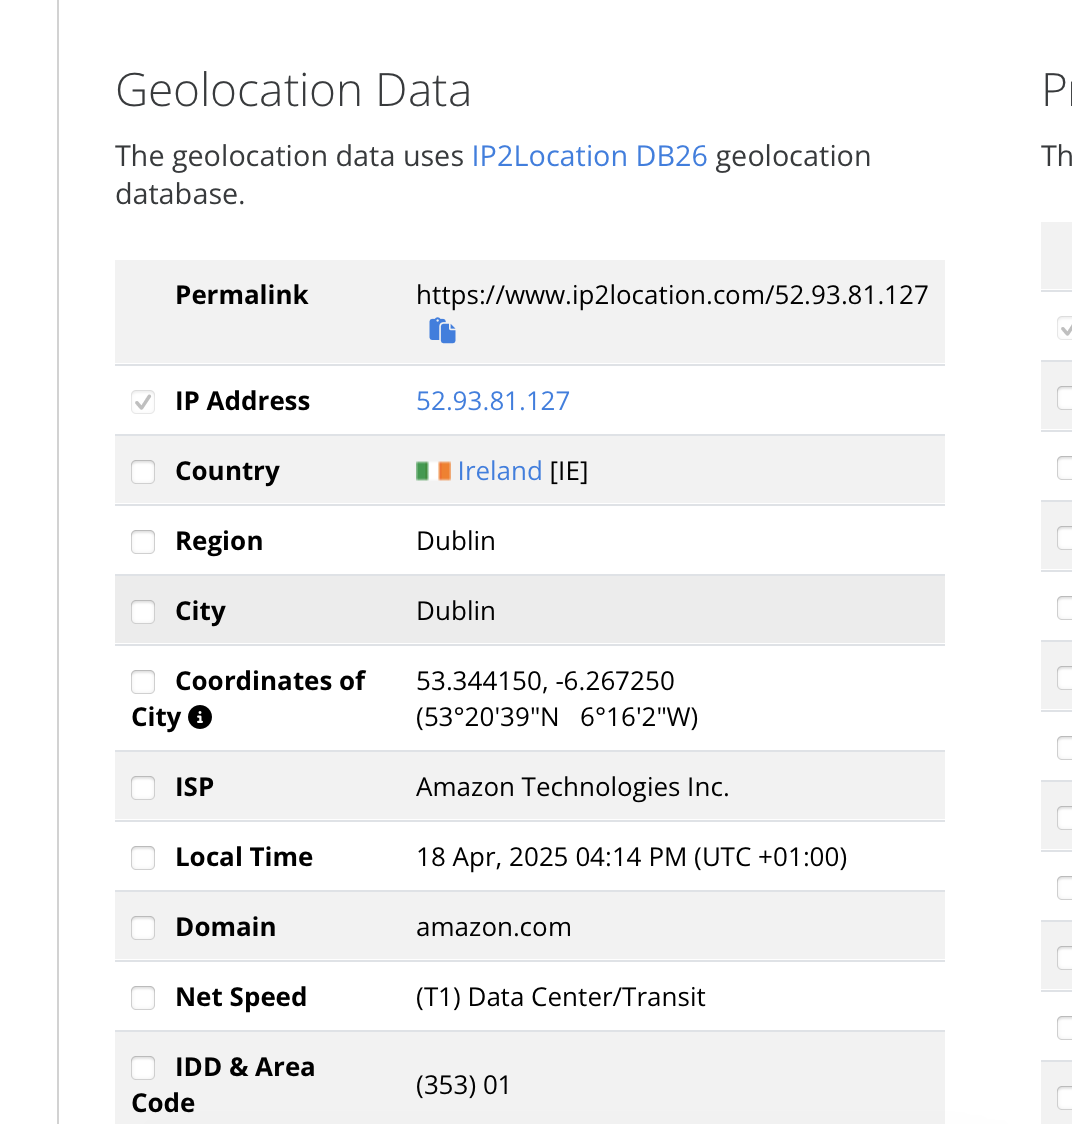 Geolocation Data
The geolocation data uses IP2Location DB26 geolocation
database.
Permalink https://www.ip2location.com/52.93.81.127
IP Address 52.93.81.127
Country Ireland [IE]
Region Dublin
City Dublin
Coordinates of
City
53.344150, -6.267250
(53°20'39"N 6°16'2"W)
ISP Amazon Technologies Inc.
Local Time 18 Apr, 2025 04:14 PM (UTC +01:00)
Domain amazon.com
Net Speed (T1) Data Center/Transit
IDD & Area
Code
(353) 01